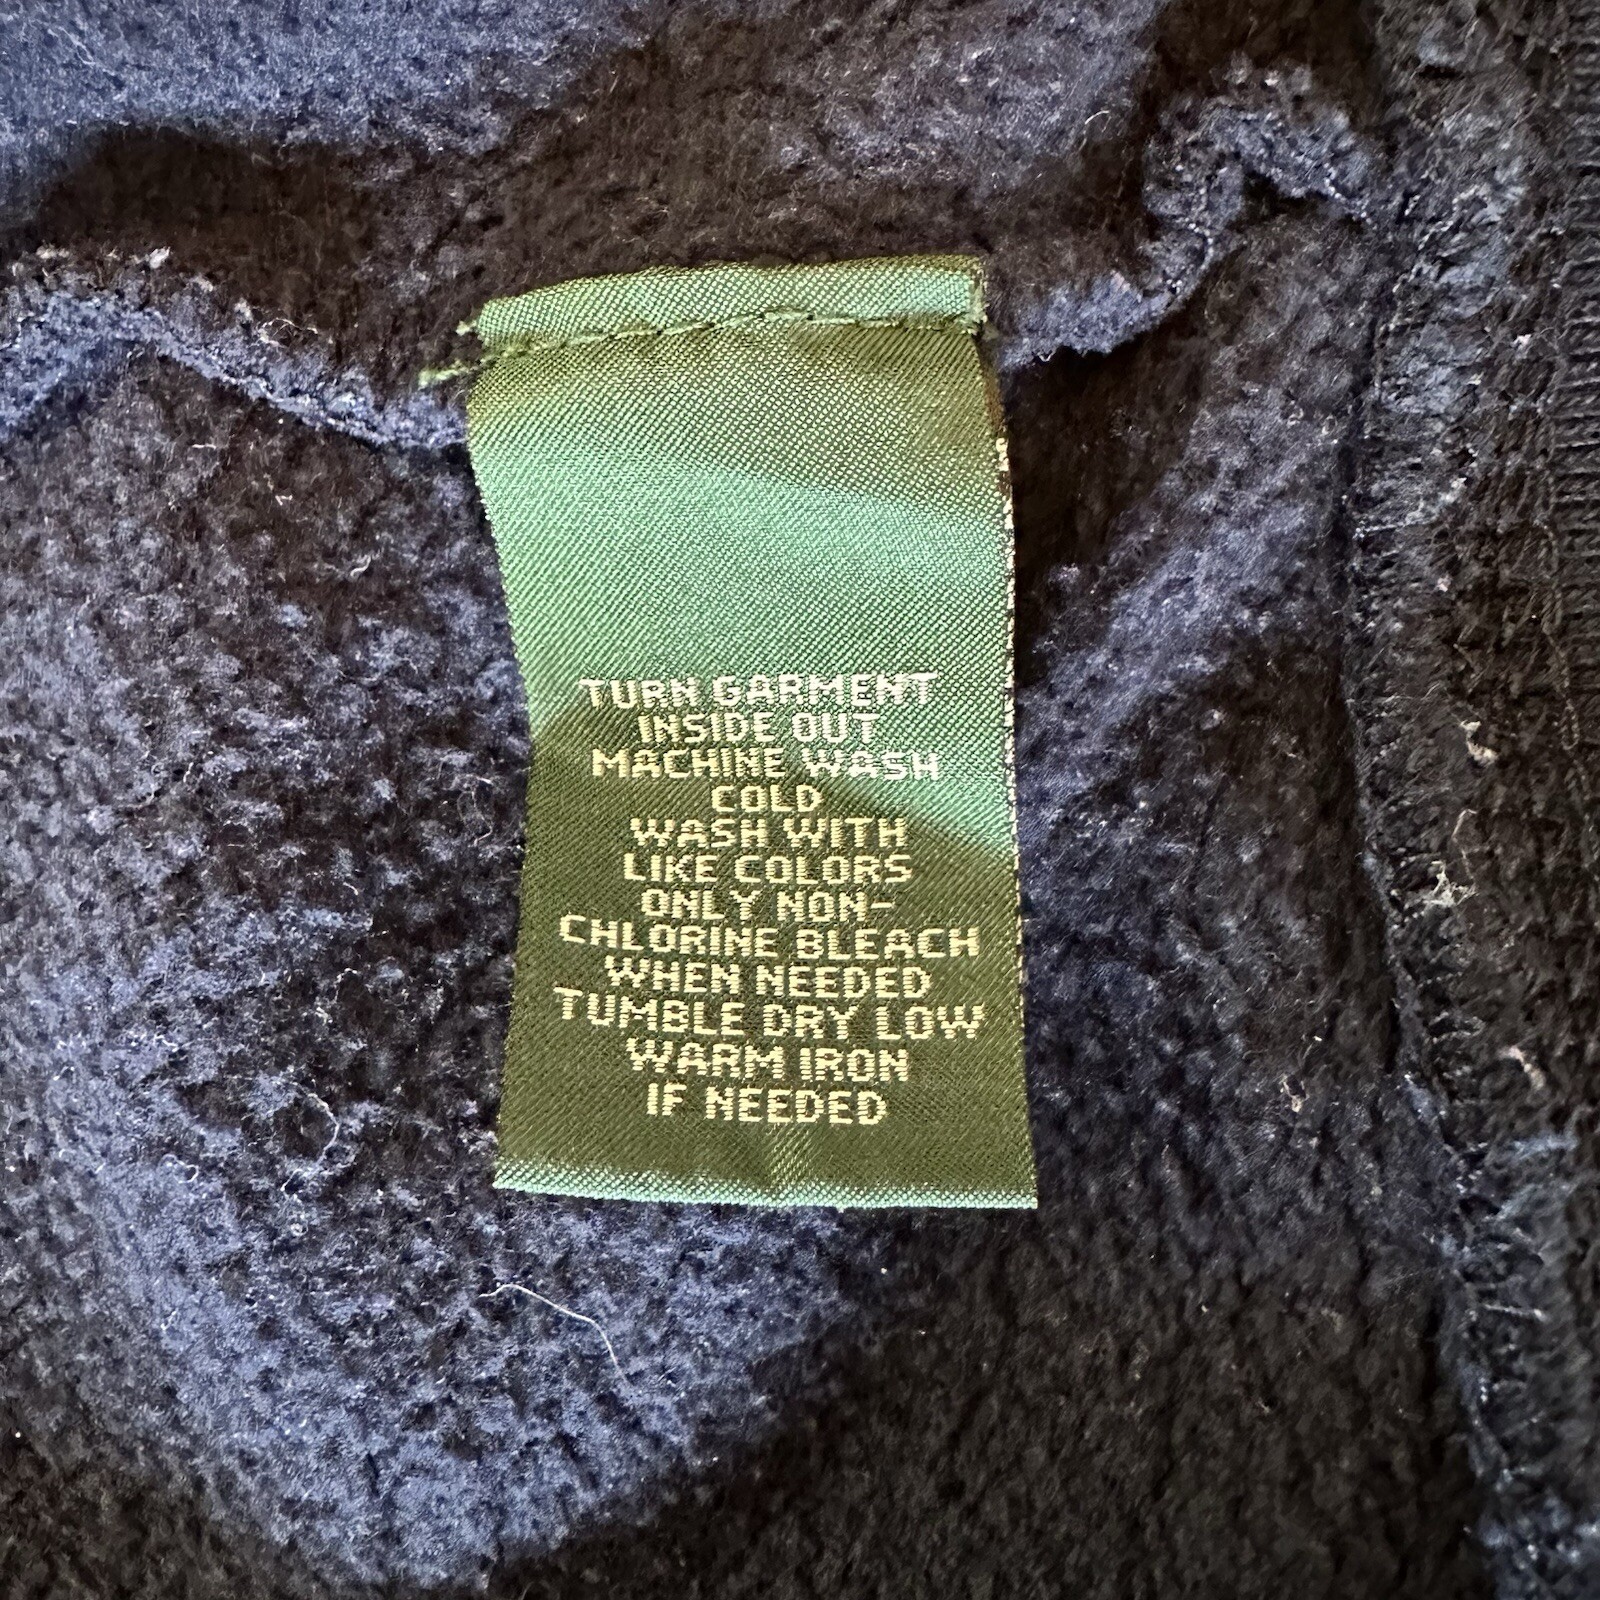 TURN GARMENT
INSIDE OUT
MACHINE WASH
COLD
WASH WITH
LIKE COLORS
ONLY NON-
CHLORINE BLEACH
WHEN NEEDED
TUMBLE DRY LOW
WARM IRON
IF NEEDED